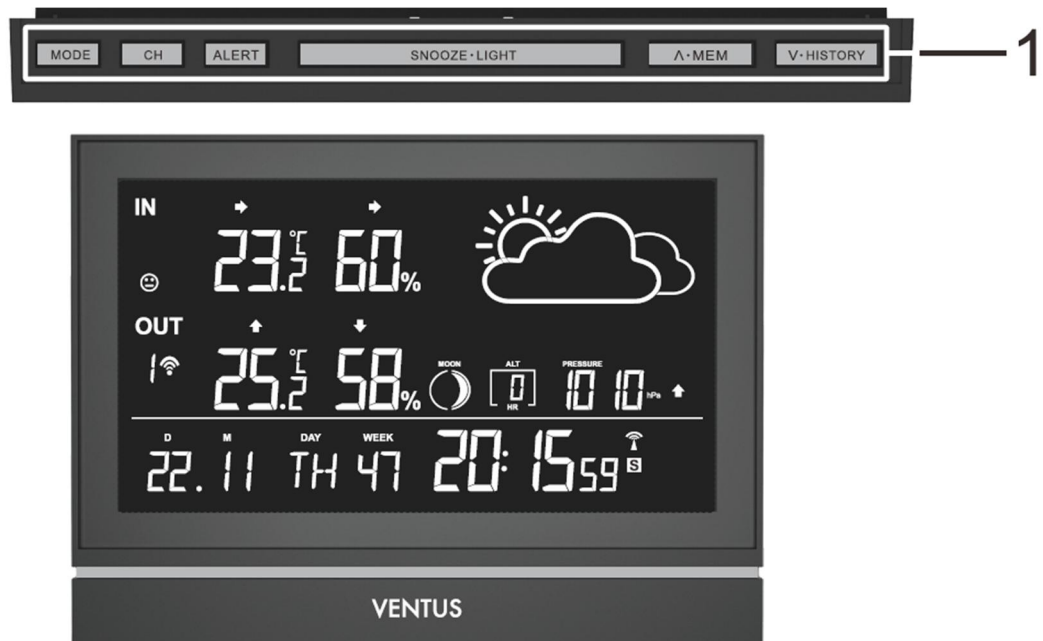 MODE CH ALERT SNOOZE·LIGHT Λ·MEM V·HISTORY 1
IN
23.2 °C 60%
OUT
1 25.2 °C 58% MOON ALT 0 HR PRESSURE 1010 hPa
D M DAY WEEK
22. 11 TH 47 20:15 59 S
VENTUS